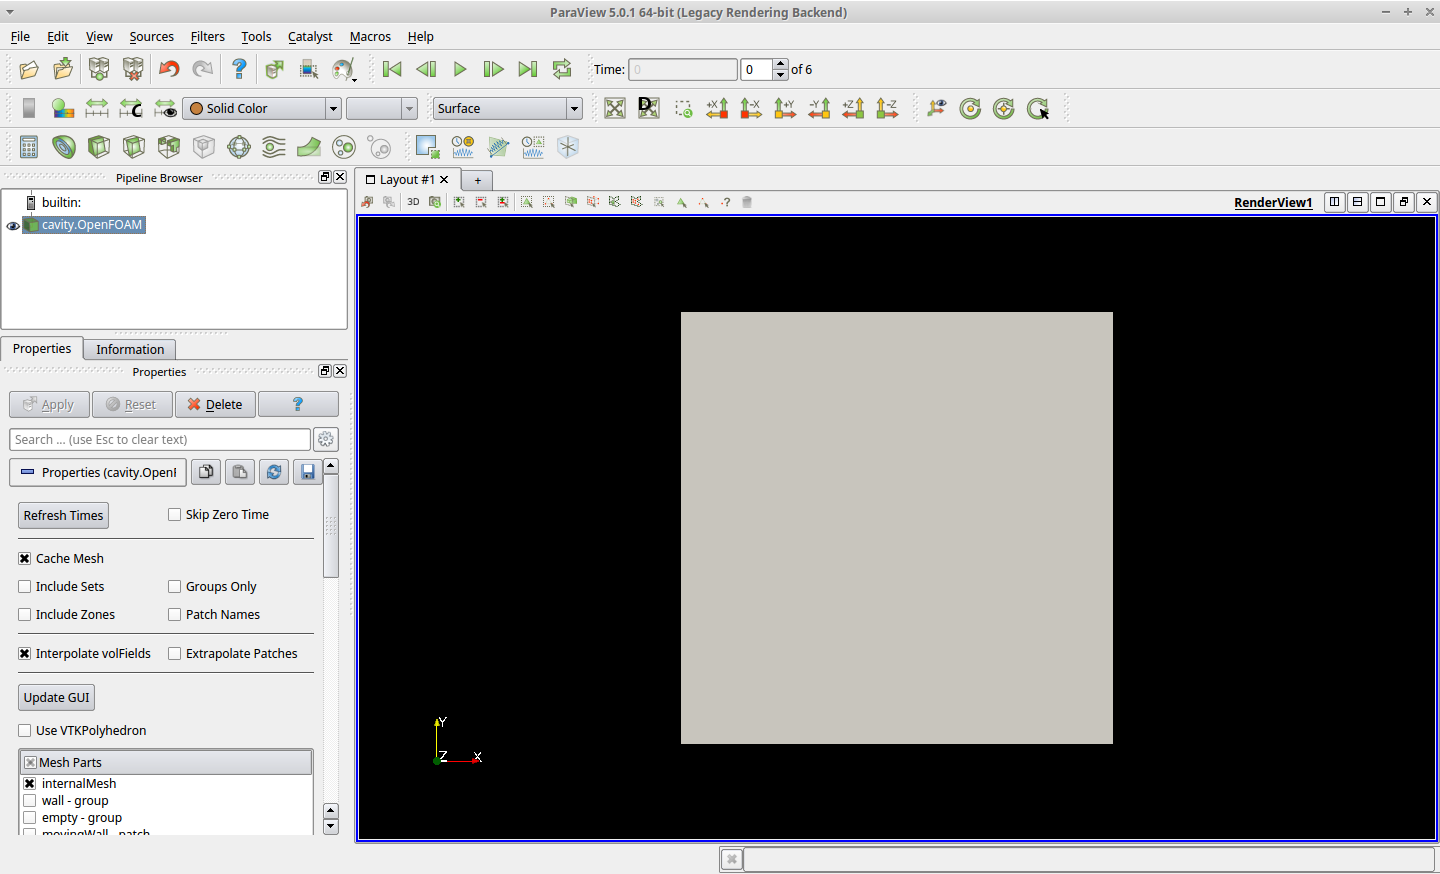 ParaView 5.0.1 64-bit (Legacy Rendering Backend)
File Edit View Sources Filters Tools Catalyst Macros Help
? Time: 0 0 of 6
C Solid Color Surface D +X -X +Y -Y +Z -Z
Pipeline Browser
Layout #1 +
builtin:
3D ? RenderView1
cavity.OpenFOAM
Properties Information
Properties
Apply Reset Delete ?
Search ... (use Esc to clear text)
Properties (cavity.OpenF
Refresh Times Skip Zero Time
Cache Mesh
Include Sets Groups Only
Include Zones Patch Names
Interpolate volFields Extrapolate Patches
Update GUI
Use VTKPolyhedron
Mesh Parts
internalMesh
wall - group
empty - group
movingWall - patch
Y
Z X